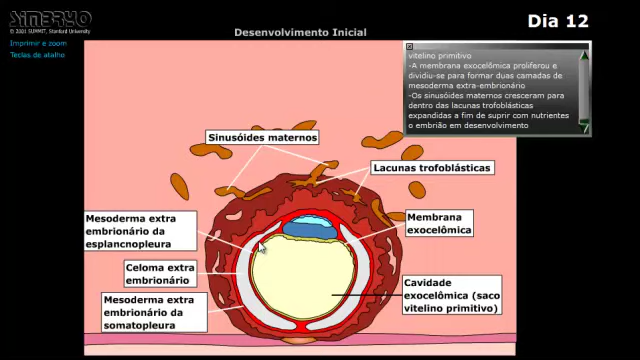 SIMBRYO
© 2001 SUMMIT, STANFORD UNIV.
Imprimir e zoom
Teclas de atalho
Desenvolvimento Inicial
Dia 12
vitelino primitivo
-A membrana exocelômica proliferou e
dividiu-se para formar duas camadas de
mesoderma extra-embrionário
-Os sinusóides maternos cresceram para
dentro das lacunas trofoblásticas
expandidas a fim de suprir com nutrientes
o embrião em desenvolvimento
Sinusóides maternos
Lacunas trofoblásticas
Mesoderma extra
embrionário da
esplancnopleura
Membrana
exocelômica
Celoma extra
embrionário
Mesoderma extra
embrionário da
somatopleura
Cavidade
exocelômica (saco
vitelino primitivo)